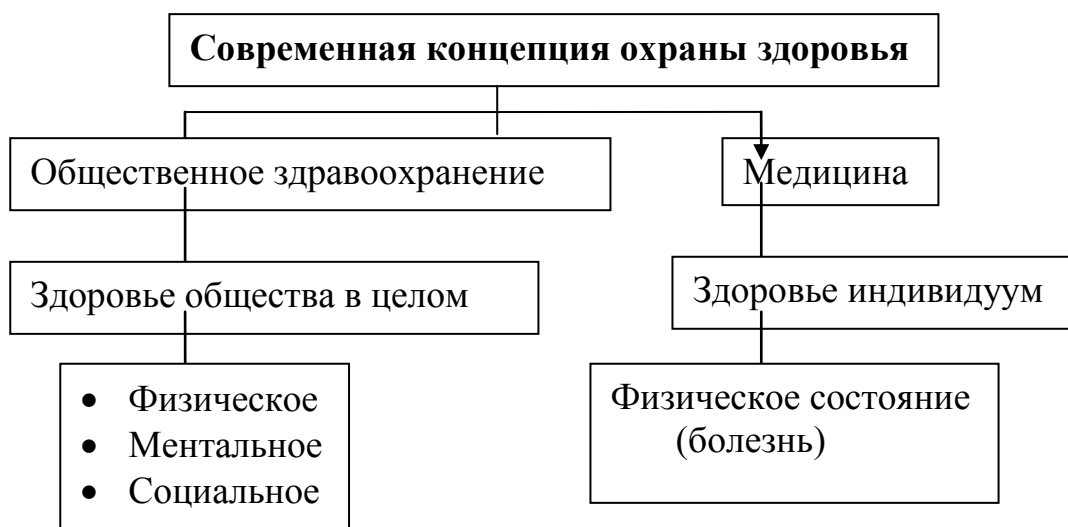 Современная концепция охраны здоровья
Общественное здравоохранение
Медицина
Здоровье общества в целом
Здоровье индивидуум
• Физическое
• Ментальное
• Социальное
Физическое состояние
(болезнь)